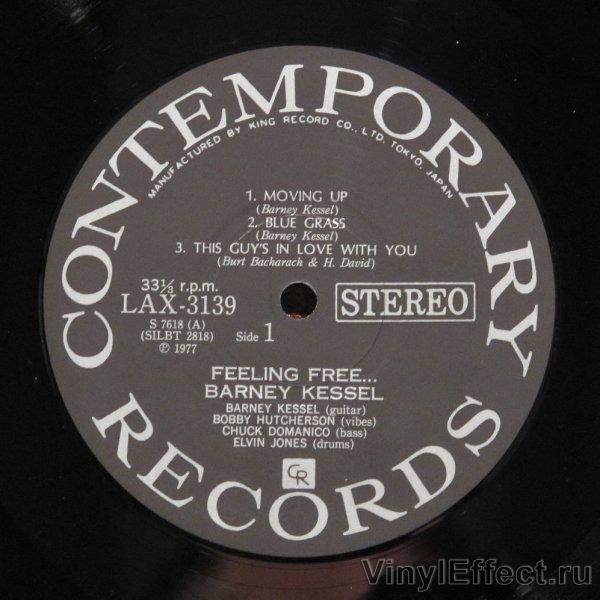 CONTEMPORARY
MANUFACTURED BY KING RECORD CO., LTD. TOKYO, JAPAN
1. MOVING UP
(Barney Kessel)
2. BLUE GRASS
(Barney Kessel)
3. THIS GUY'S IN LOVE WITH YOU
(Burt Bacharach & H. David)
33⅓ r.p.m.
LAX-3139
STEREO
S 7618 (A)
(SILBT 2818)
Side 1
℗ 1977
FEELING FREE...
BARNEY KESSEL
BARNEY KESSEL (guitar)
BOBBY HUTCHERSON (vibes)
CHUCK DOMANICO (bass)
ELVIN JONES (drums)
CR
RECORDS
VinylEffect.ru